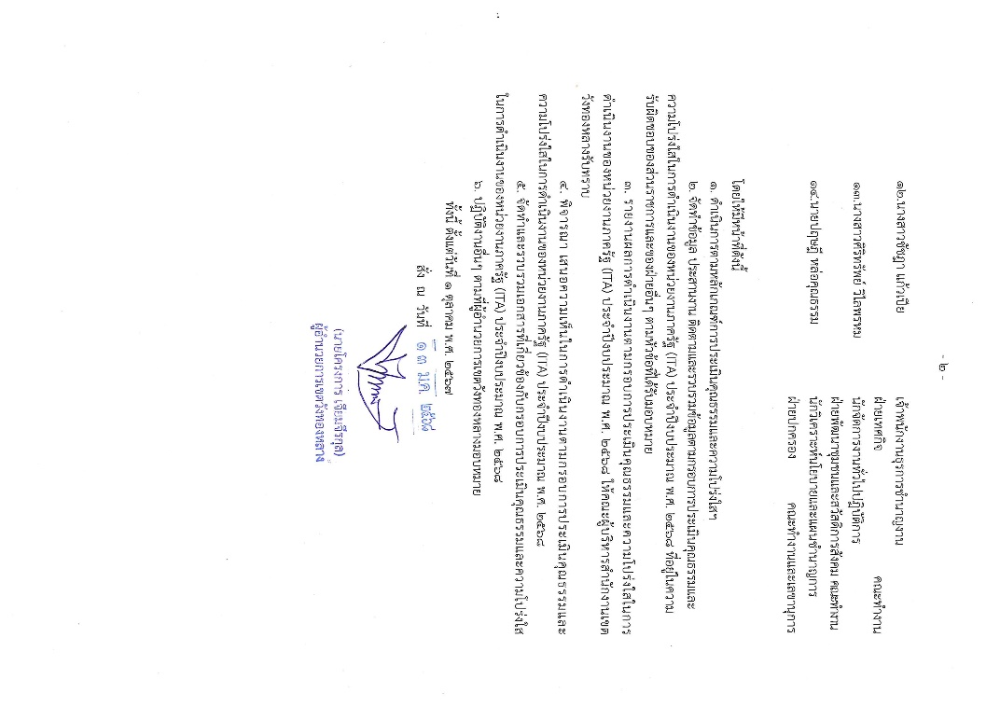 - ๒ -
๑๒.นางสาวชัชฎา แก้วเปีย เจ้าพนักงานธุรการชำนาญงาน
ฝ่ายเทศกิจ คณะทำงาน
๑๓.นางสาวศิริทรัพย์ วิไลพรหม นักจัดการงานทั่วไปปฏิบัติการ
ฝ่ายพัฒนาชุมชนและสวัสดิการสังคม คณะทำงาน
๑๔.นายปฤษฎี หล่อคุณธรรม นักวิเคราะห์นโยบายและแผนชำนาญการ
ฝ่ายปกครอง คณะทำงานและเลขานุการ
โดยให้มีหน้าที่ดังนี้
๑. ดำเนินการตามหลักเกณฑ์การประเมินคุณธรรมและความโปร่งใสฯ
๒. จัดทำข้อมูล ประสานงาน ติดตามและรวบรวมข้อมูลตามกรอบการประเมินคุณธรรมและ
ความโปร่งใสในการดำเนินงานของหน่วยงานภาครัฐ (ITA) ประจำปีงบประมาณ พ.ศ. ๒๕๖๘ ที่อยู่ในความ
รับผิดชอบของส่วนราชการและของฝ่ายอื่นๆ ตามหัวข้อที่ได้รับมอบหมาย
๓. รายงานผลการดำเนินงานตามกรอบการประเมินคุณธรรมและความโปร่งใสในการ
ดำเนินงานของหน่วยงานภาครัฐ (ITA) ประจำปีงบประมาณ พ.ศ. ๒๕๖๘ ให้คณะผู้บริหารสำนักงานเขต
วังทองหลางรับทราบ
๔. พิจารณา เสนอความเห็นในการดำเนินงานตามกรอบการประเมินคุณธรรมและ
ความโปร่งใสในการดำเนินงานของหน่วยงานภาครัฐ (ITA) ประจำปีงบประมาณ พ.ศ. ๒๕๖๘
๕. จัดทำและรวบรวมเอกสารที่เกี่ยวข้องกับกรอบการประเมินคุณธรรมและความโปร่งใส
ในการดำเนินงานของหน่วยงานภาครัฐ (ITA) ประจำปีงบประมาณ พ.ศ. ๒๕๖๘
๖. ปฏิบัติงานอื่นๆ ตามที่ผู้อำนวยการเขตวังทองหลางมอบหมาย
ทั้งนี้ ตั้งแต่วันที่ ๑ ตุลาคม พ.ศ. ๒๕๖๗
สั่ง ณ วันที่ ๑๓ ม.ค. ๒๕๖๘
(นายโครงการ เจียมจีรกุล)
ผู้อำนวยการเขตวังทองหลาง